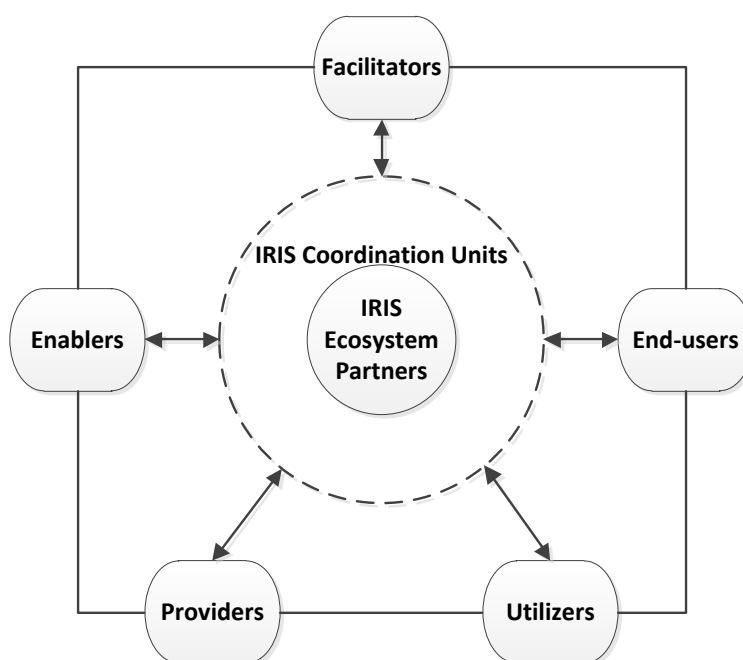 Facilitators
IRIS Coordination Units
IRIS
Ecosystem
Partners
Enablers
End-users
Providers
Utilizers